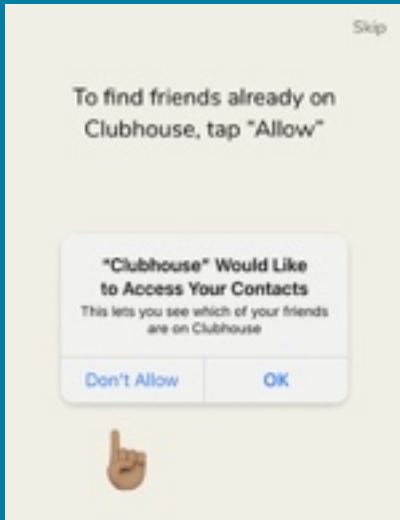 Skip
To find friends already on
Clubhouse, tap "Allow"
"Clubhouse" Would Like
to Access Your Contacts
This lets you see which of your friends
are on Clubhouse
Don't Allow
OK